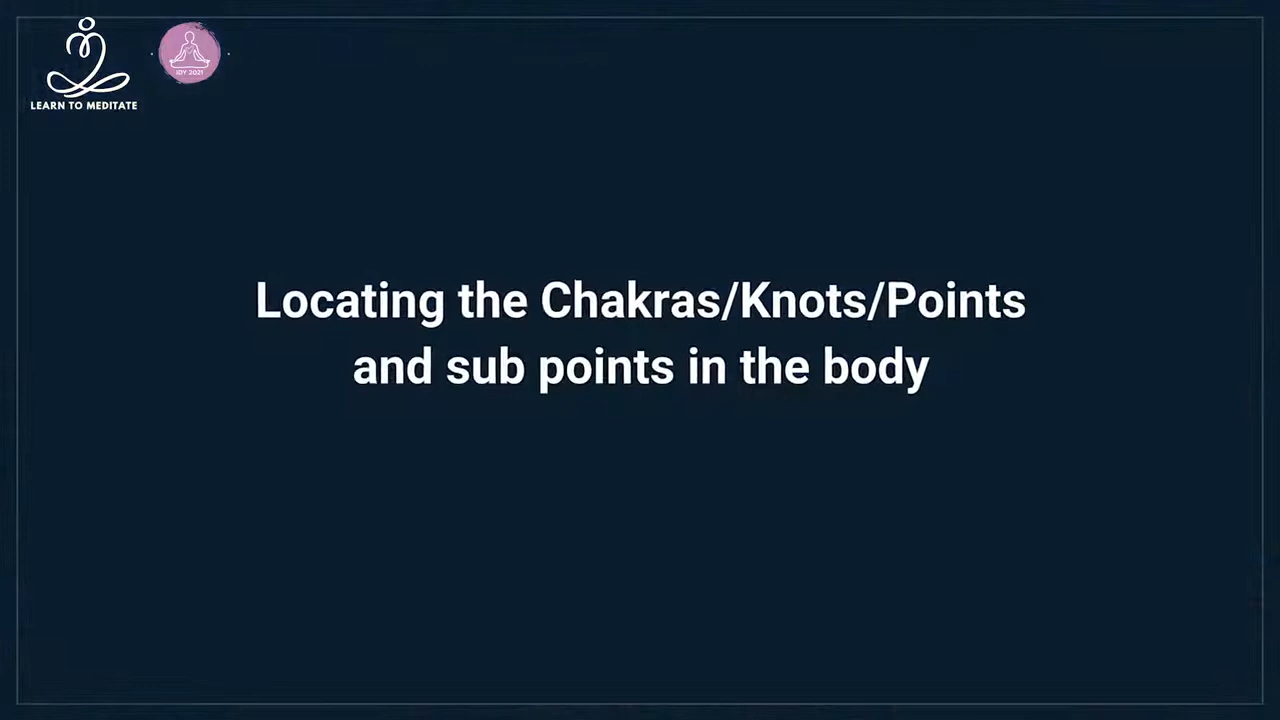 LEARN TO MEDITATE
IDY 2021
Locating the Chakras/Knots/Points
and sub points in the body